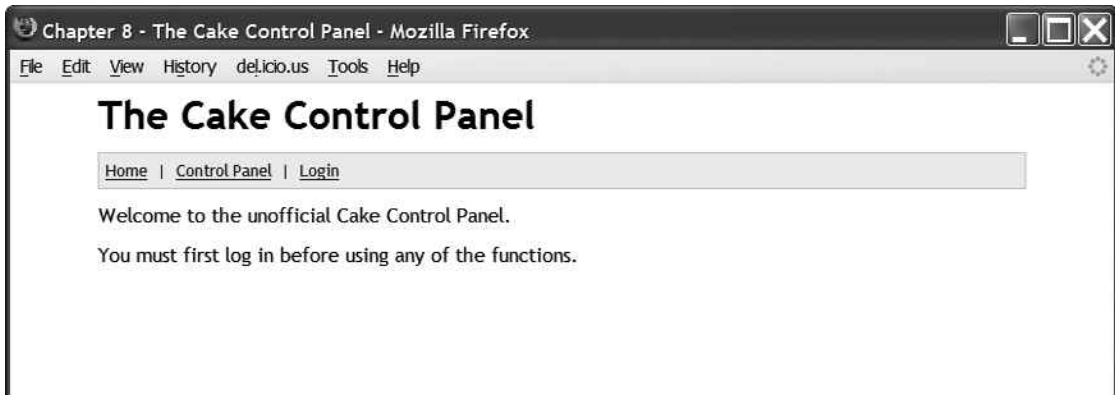 Chapter 8 - The Cake Control Panel - Mozilla Firefox
File Edit View History del.icio.us Tools Help
The Cake Control Panel
Home | Control Panel | Login
Welcome to the unofficial Cake Control Panel.
You must first log in before using any of the functions.